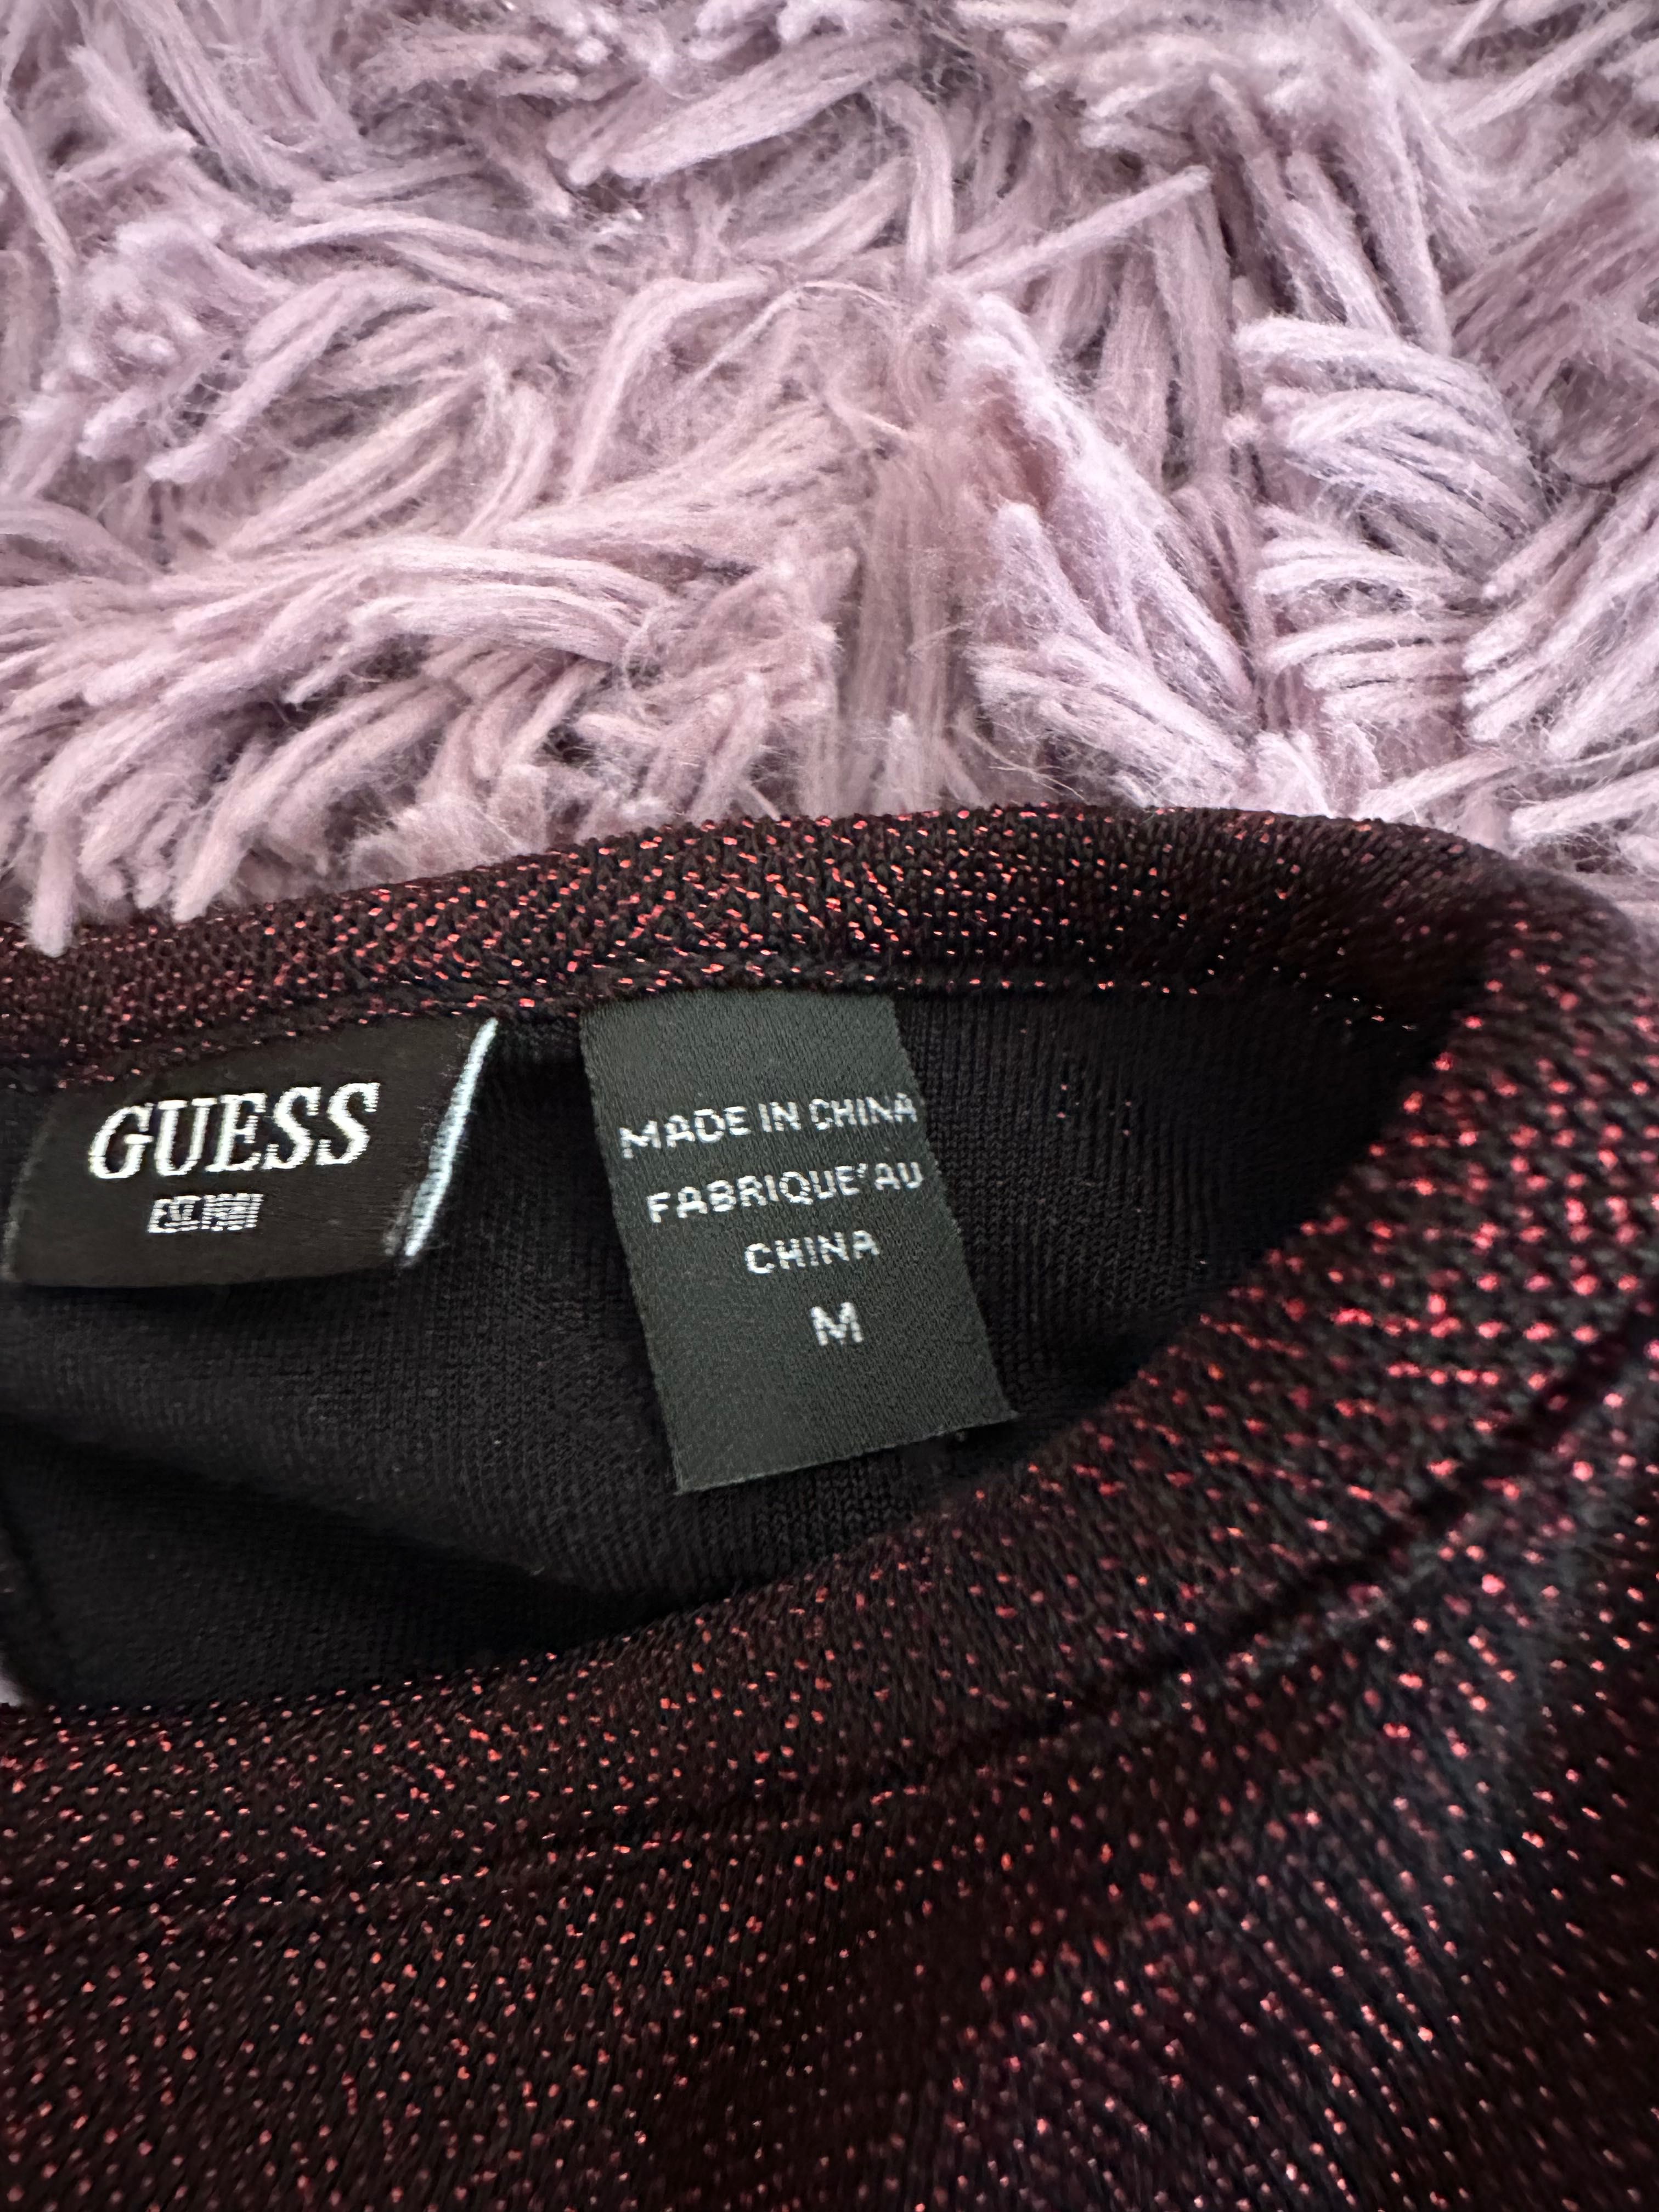 GUESS
EST. 1981
MADE IN CHINA
FABRIQUE'AU
CHINA
M